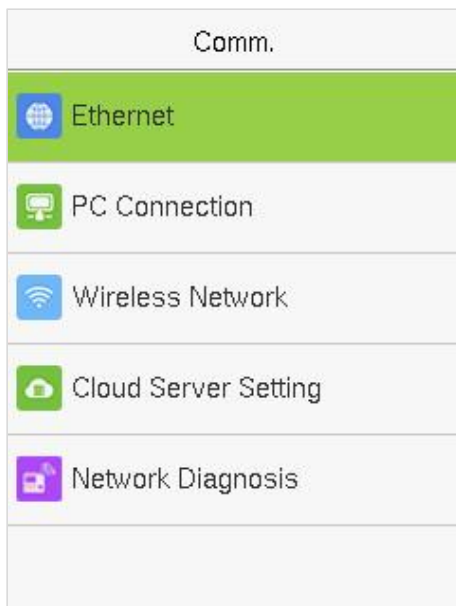 Comm.
Ethernet
PC Connection
Wireless Network
Cloud Server Setting
Network Diagnosis